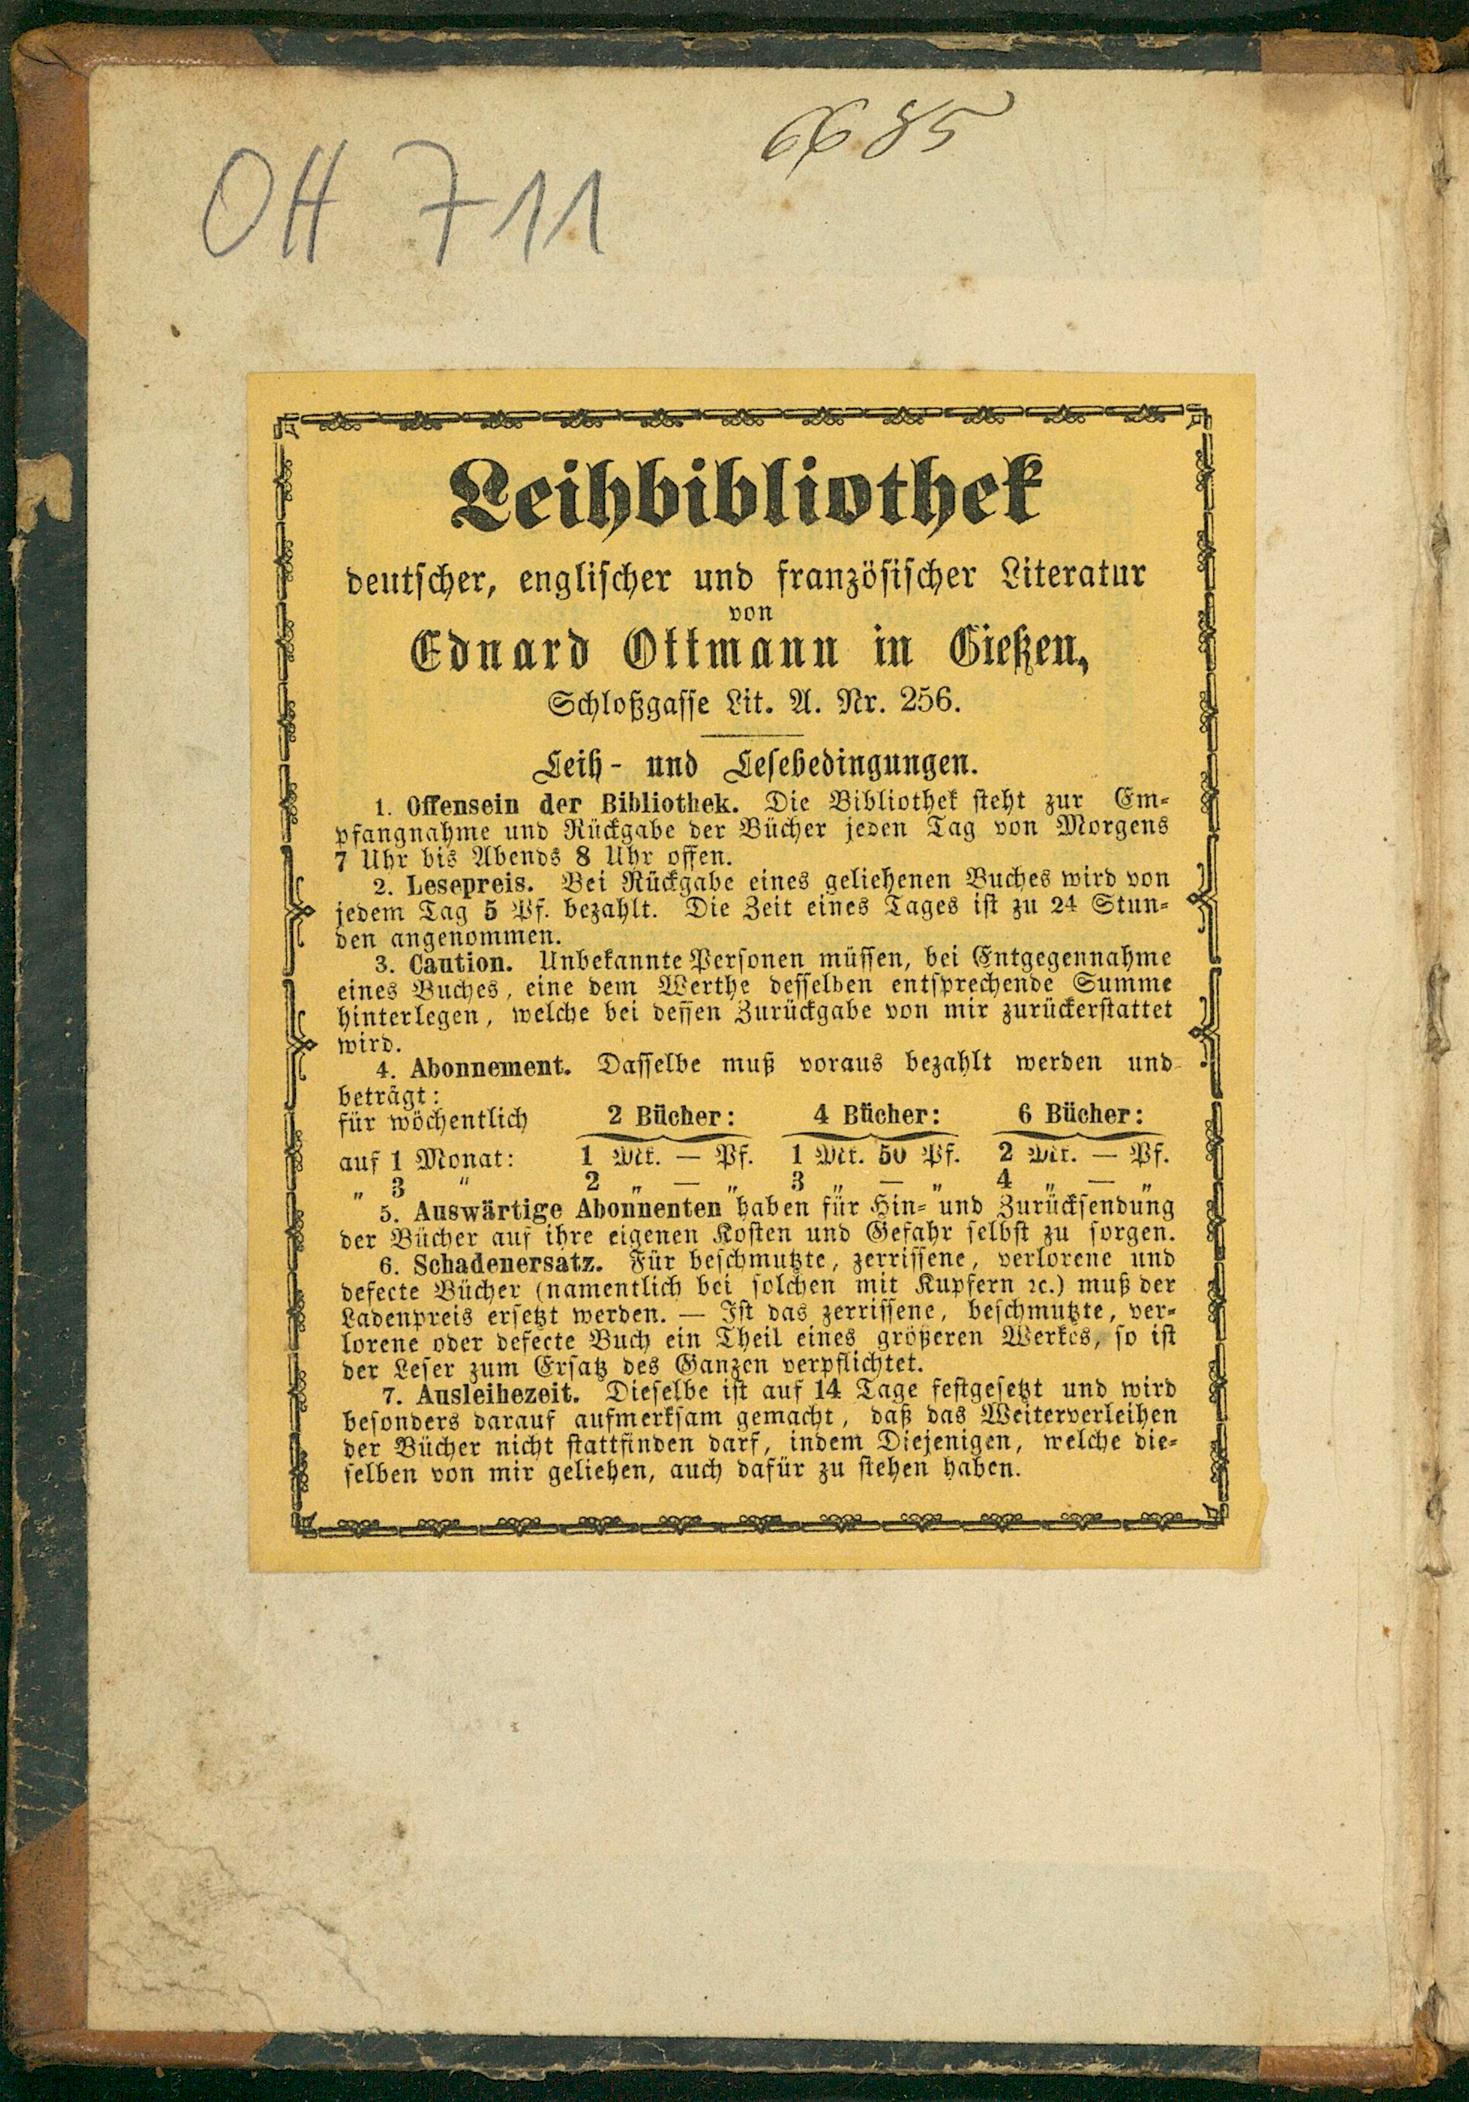 OH 711
6685
Leihbibliothek
deutscher, englischer und französischer Literatur
von
Eduard Ottmann in Gießen,
Schloßgasse Lit. A. Nr. 256.
Leih- und Lesebedingungen.
1. Offensein der Bibliothek. Die Bibliothek steht zur Em-
pfangnahme und Rückgabe der Bücher jeden Tag von Morgens
7 Uhr bis Abends 8 Uhr offen.
2. Lesepreis. Bei Rückgabe eines geliehenen Buches wird von
jedem Tag 5 Pf. bezahlt. Die Zeit eines Tages ist zu 24 Stun-
den angenommen.
3. Caution. Unbekannte Personen müssen, bei Entgegennahme
eines Buches, eine dem Werthe desselben entsprechende Summe
hinterlegen, welche bei dessen Zurückgabe von mir zurückerstattet
wird.
4. Abonnement. Dasselbe muß voraus bezahlt werden und
beträgt:
für wöchentlich 2 Bücher: 4 Bücher: 6 Bücher:
auf 1 Monat: 1 Mk. — Pf. 1 Mk. 50 Pf. 2 Mk. — Pf.
„ 3 „ 2 „ — „ 3 „ — „ 4 „ — „
5. Auswärtige Abonnenten haben für Hin- und Zurücksendung
der Bücher auf ihre eigenen Kosten und Gefahr selbst zu sorgen.
6. Schadenersatz. Für beschmutzte, zerrissene, verlorene und
defecte Bücher (namentlich bei solchen mit Kupfern ꝛc.) muß der
Ladenpreis ersetzt werden. — Ist das zerrissene, beschmutzte, ver-
lorene oder defecte Buch ein Theil eines größeren Werkes, so ist
der Leser zum Ersatz des Ganzen verpflichtet.
7. Ausleihezeit. Dieselbe ist auf 14 Tage festgesetzt und wird
besonders darauf aufmerksam gemacht, daß das Weiterverleihen
der Bücher nicht stattfinden darf, indem Diejenigen, welche die-
selben von mir geliehen, auch dafür zu stehen haben.